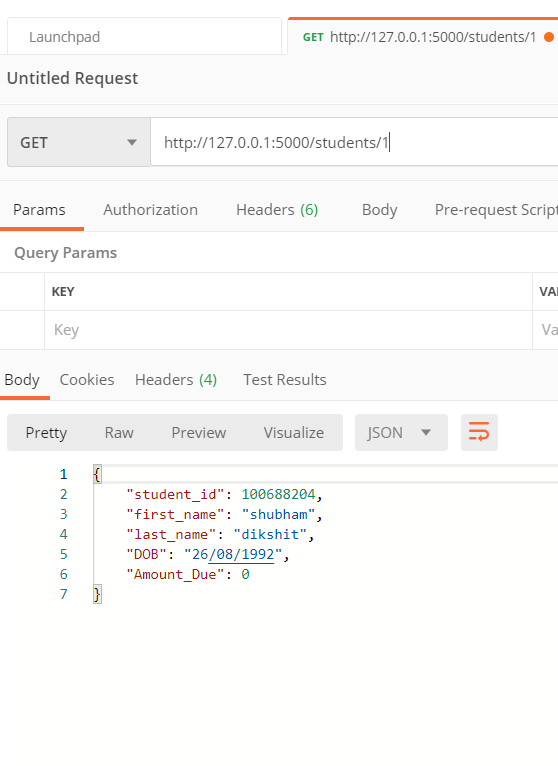 Launchpad
GET http://127.0.0.1:5000/students/1
Untitled Request
GET http://127.0.0.1:5000/students/1
Params Authorization Headers (6) Body Pre-request Script
Query Params
KEY VAL
Key Va
Body Cookies Headers (4) Test Results
Pretty Raw Preview Visualize JSON
1 {
2 "student_id": 100688204,
3 "first_name": "shubham",
4 "last_name": "dikshit",
5 "DOB": "26/08/1992",
6 "Amount_Due": 0
7 }